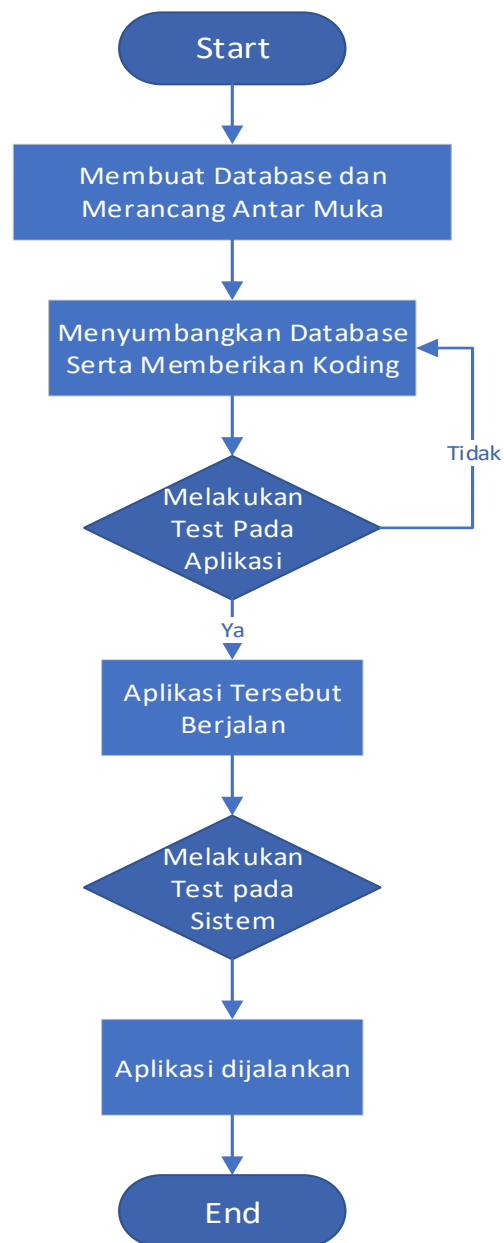 Start
Membuat Database dan
Merancang Antar Muka
Menyumbangkan Database
Serta Memberikan Koding
Tidak
Melakukan
Test Pada
Aplikasi
Ya
Aplikasi Tersebut
Berjalan
Melakukan
Test pada
Sistem
Aplikasi dijalankan
End